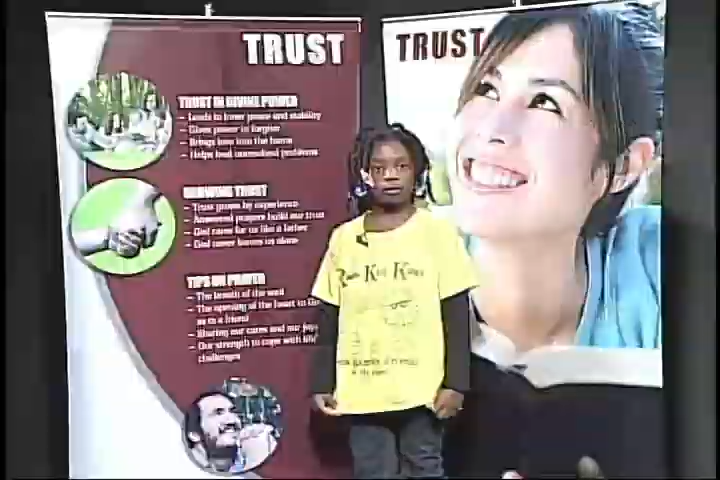 TRUST
TRUST
TRUST IN DIVINE POWER
- Leads to inner peace and stability
- Gives power to forgive
- Brings love into the home
- Helps heal unresolved problems
GROWING TRUST
- Trust grows by experience
- Answered prayers build our trust
- God cares for us like a father
- God never leaves us alone
TIPS ON PRAYER
- The breath of the soul
- The opening of the heart to
as to a friend
- Sharing our cares and our joys
- Our strength to cope with life'
challenges